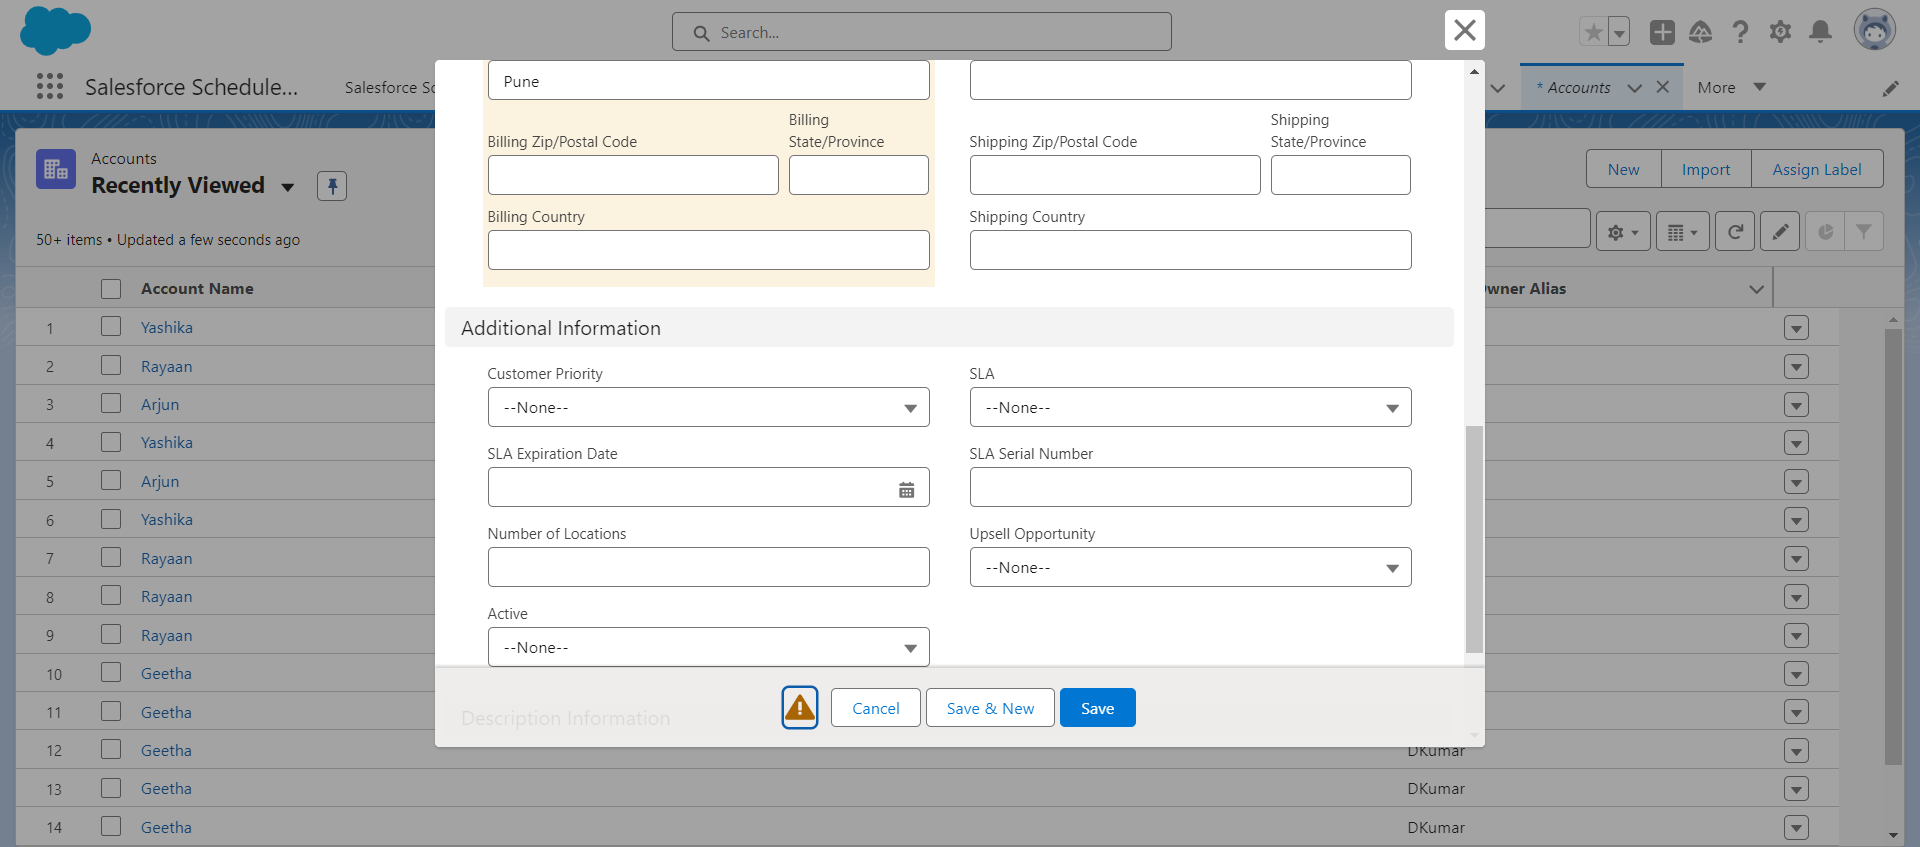 Search...
Salesforce Schedule...
Salesforce Sc
* Accounts
More
Accounts
Recently Viewed
New
Import
Assign Label
50+ items • Updated a few seconds ago
Account Name
wner Alias
1 Yashika
2 Rayaan
3 Arjun
4 Yashika
5 Arjun
6 Yashika
7 Rayaan
8 Rayaan
9 Rayaan
10 Geetha
11 Geetha
12 Geetha DKumar
13 Geetha DKumar
14 Geetha DKumar
Pune
Billing Zip/Postal Code
Billing
State/Province
Shipping Zip/Postal Code
Shipping
State/Province
Billing Country
Shipping Country
Additional Information
Customer Priority
--None--
SLA
--None--
SLA Expiration Date
SLA Serial Number
Number of Locations
Upsell Opportunity
--None--
Active
--None--
Description Information
Cancel
Save & New
Save